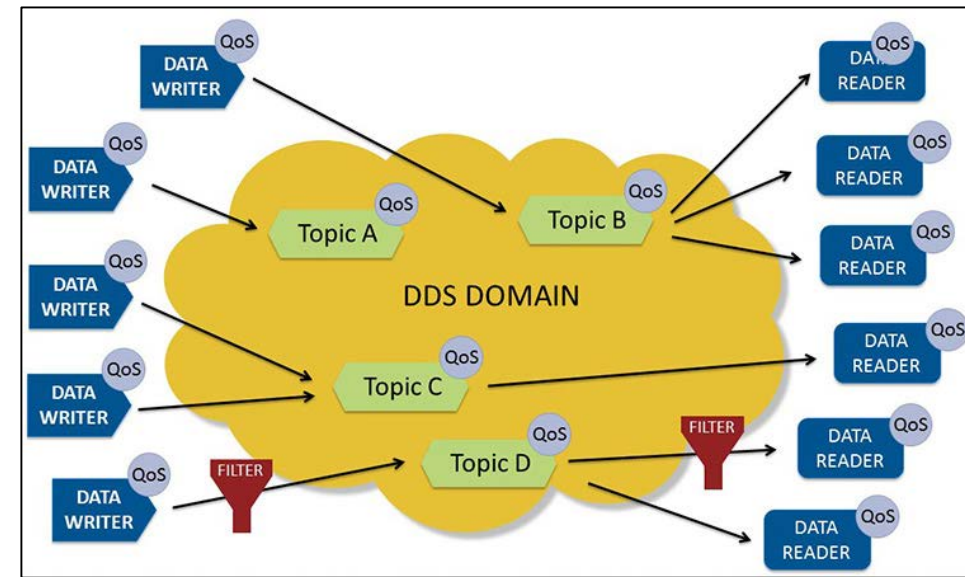 QoS
DATA
WRITER
QoS
DATA
READER
QoS
DATA
WRITER
QoS
DATA
READER
QoS
Topic A
QoS
Topic B
QoS
DATA
READER
QoS
DATA
WRITER
DDS DOMAIN
QoS
DATA
READER
QoS
Topic C
QoS
DATA
WRITER
QoS
Topic D
FILTER
QoS
DATA
READER
QoS
DATA
WRITER
FILTER
QoS
DATA
READER